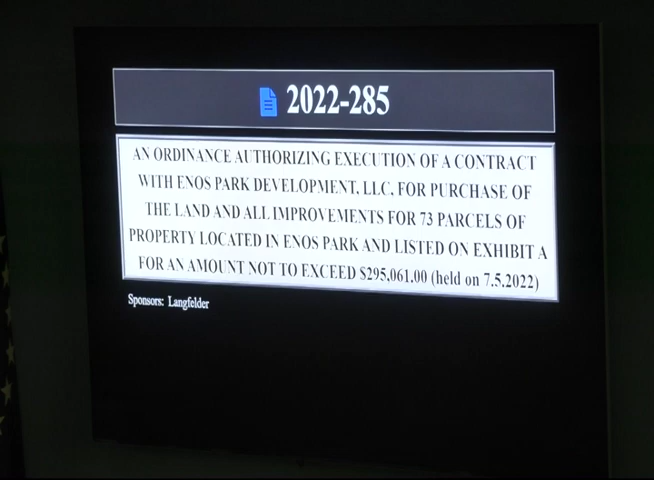 2022-285
AN ORDINANCE AUTHORIZING EXECUTION OF A CONTRACT
WITH ENOS PARK DEVELOPMENT, LLC, FOR PURCHASE OF
THE LAND AND ALL IMPROVEMENTS FOR 73 PARCELS OF
PROPERTY LOCATED IN ENOS PARK AND LISTED ON EXHIBIT A
FOR AN AMOUNT NOT TO EXCEED $295,061.00 (held on 7.5.2022)
Sponsors: Langfelder